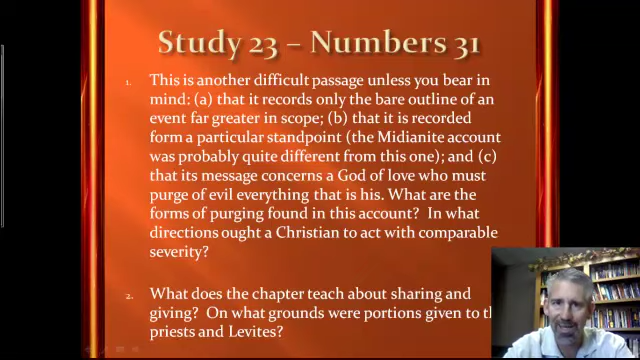 Study 23 – Numbers 31
1. This is another difficult passage unless you bear in
mind: (a) that it records only the bare outline of an
event far greater in scope; (b) that it is recorded
form a particular standpoint (the Midianite account
was probably quite different from this one); and (c)
that its message concerns a God of love who must
purge of evil everything that is his. What are the
forms of purging found in this account? In what
directions ought a Christian to act with comparable
severity?
2. What does the chapter teach about sharing and
giving? On what grounds were portions given to th
priests and Levites?